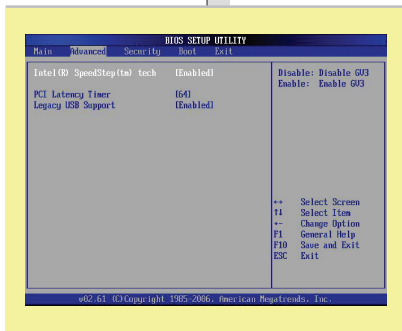 BIOS SETUP UTILITY
Main Advanced Security Boot Exit
Intel(R) SpeedStep(tm) tech [Enabled]
PCI Latency Timer [64]
Legacy USB Support [Enabled]
Disable: Disable GV3
Enable: Enable GV3
↔ Select Screen
↑↓ Select Item
+- Change Option
F1 General Help
F10 Save and Exit
ESC Exit
v02.61 (C)Copyright 1985-2006, American Megatrends, Inc.